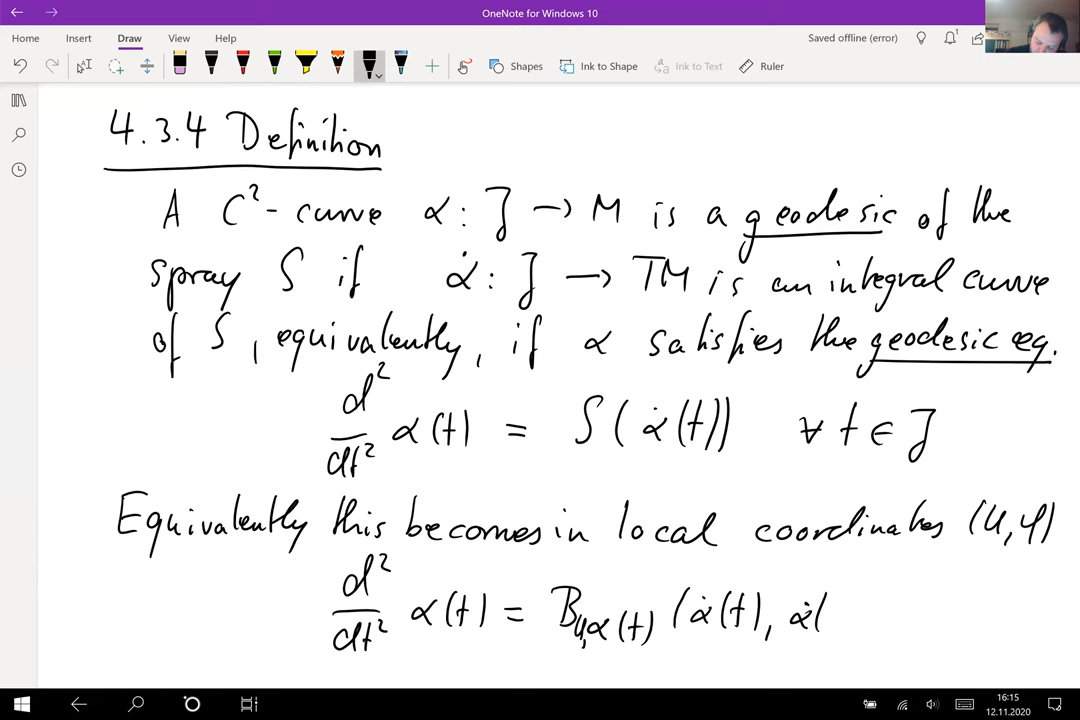 OneNote for Windows 10
Home Insert Draw View Help Saved offline (error)
Shapes Ink to Shape Ink to Text Ruler
4.3.4 Definition
A C²-curve α : J → M is a geodesic of the
spray S if α̇ : J → TM is an integral curve
of S, equivalently, if α satisfies the geodesic eq.
d²/dt² α(t) = S(α̇(t)) ∀ t ∈ J
Equivalently this becomes in local coordinates (U,φ)
d²/dt² α(t) = B_{U,α(t)} (α̇(t), α̇(
16:15
12.11.2020